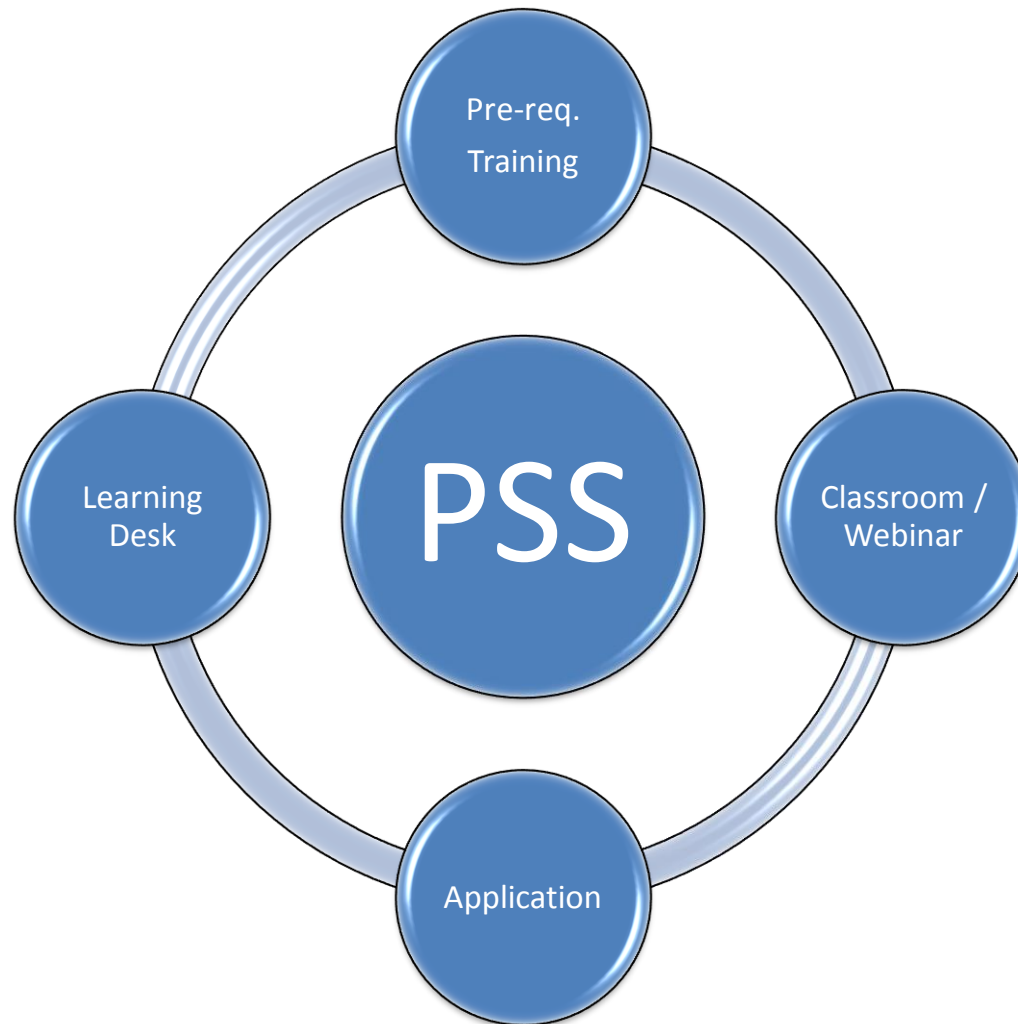 Pre-req.
Training
Learning
Desk
PSS
Classroom /
Webinar
Application